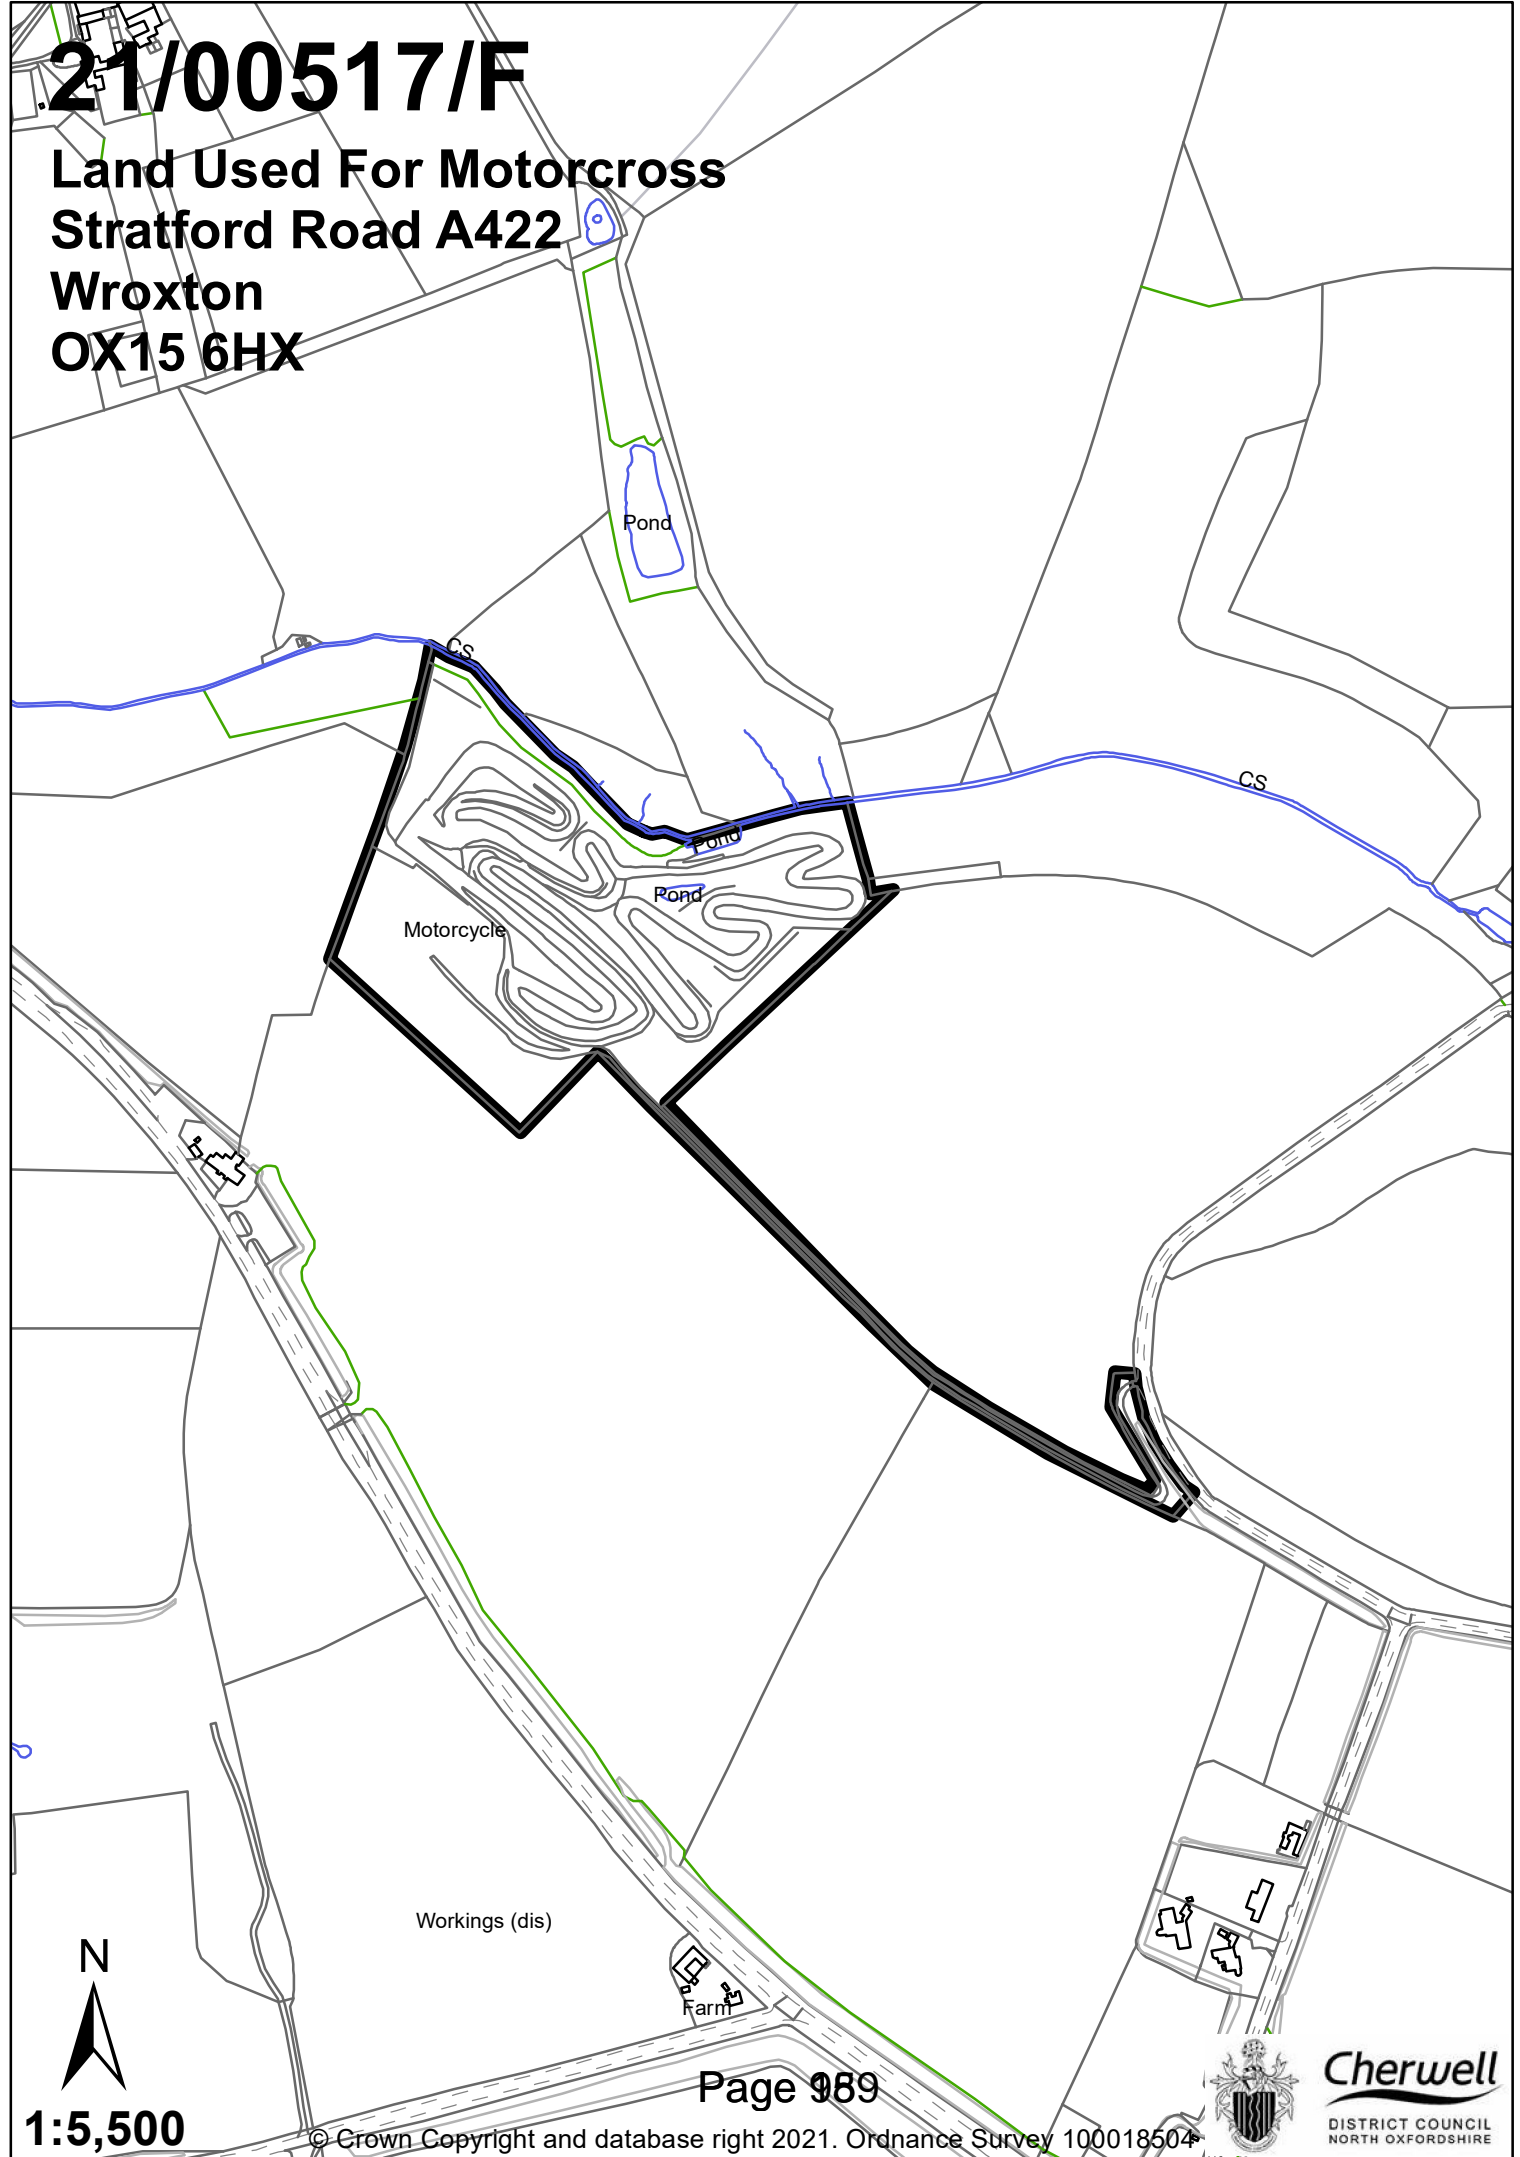 21/00517/F
Land Used For Motorcross
Stratford Road A422
Wroxton
OX15 6HX
Pond
CS
CS
Pond
Pond
Motorcycle
Workings (dis)
Farm
N
1:5,500
Page
© Crown Copyright and database right 2021. Ordnance Survey 100018504
Cherwell
DISTRICT COUNCIL
NORTH OXFORDSHIRE